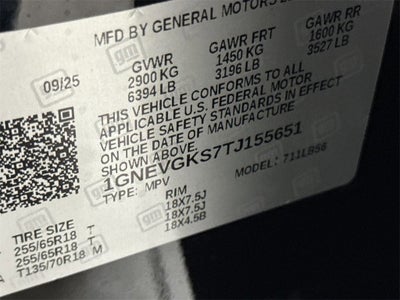 MFD BY GENERAL MOTORS
09/25 GVWR GAWR FRT GAWR RR
2900 KG 1450 KG 1600 KG
6394 LB 3196 LB 3527 LB
THIS VEHICLE CONFORMS TO ALL
APPLICABLE U.S. FEDERAL MOTOR
VEHICLE SAFETY STANDARDS IN EFFECT
ON THE DATE OF MANUFACTURE
SHOWN ABOVE.
1GNEVGKS7TJ155651
TYPE: MPV MODEL: 711LB56
TIRE SIZE RIM
255/65R18 T 18X7.5J
255/65R18 T 18X7.5J
T135/70R18 M 18X4.5B
gm